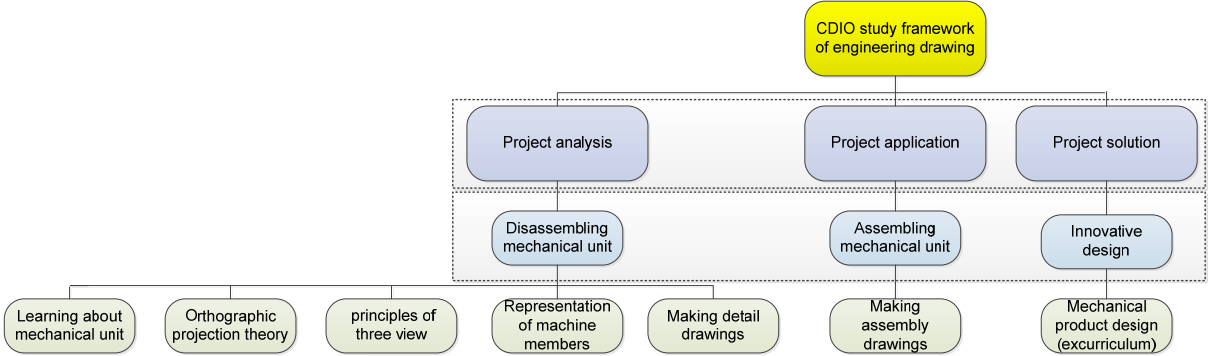 CDIO study framework
of engineering drawing
Project analysis
Project application
Project solution
Disassembling
mechanical unit
Assembling
mechanical unit
Innovative
design
Learning about
mechanical unit
Orthographic
projection theory
principles of
three view
Representation
of machine
members
Making detail
drawings
Making
assembly
drawings
Mechanical
product design
(excurriculum)